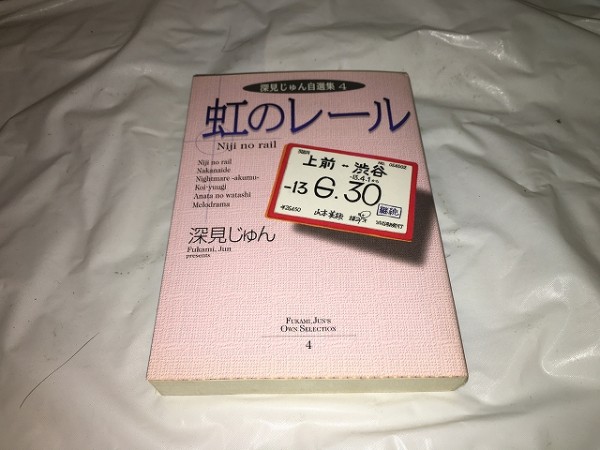 深見じゅん自選集 4
虹のレール
Niji no rail
Niji no rail
Nakanaide
Nightmare -akumu-
Koi-yuugi
Anata no watashi
Melodrama
上前 - 渋谷
-13 6.30
継続
深見じゅん
Fukami, Jun
presents
FUKAMI, JUN'S
OWN SELECTION
4